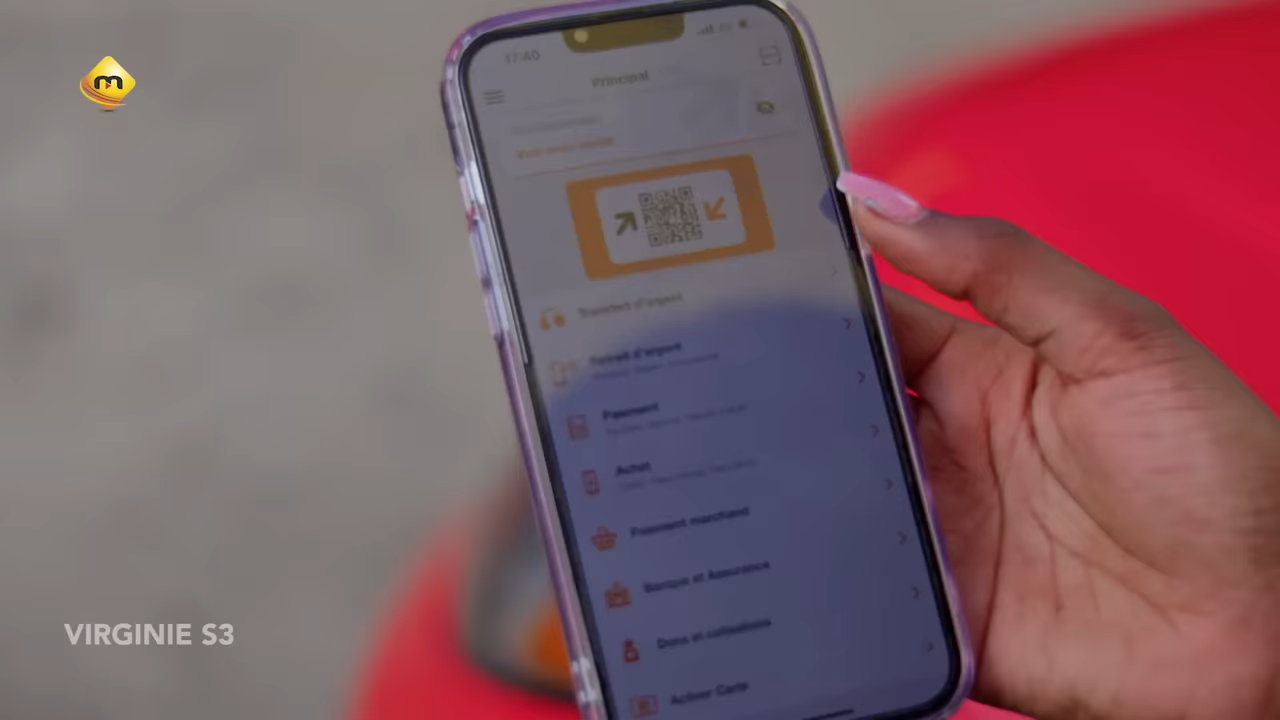 17:40
Principal
Transfert d'argent
Retrait d'argent
Paiement
Achat
Paiement marchand
Banque et Assurance
Dons et cotisations
Activer Carte
m
VIRGINIE S3